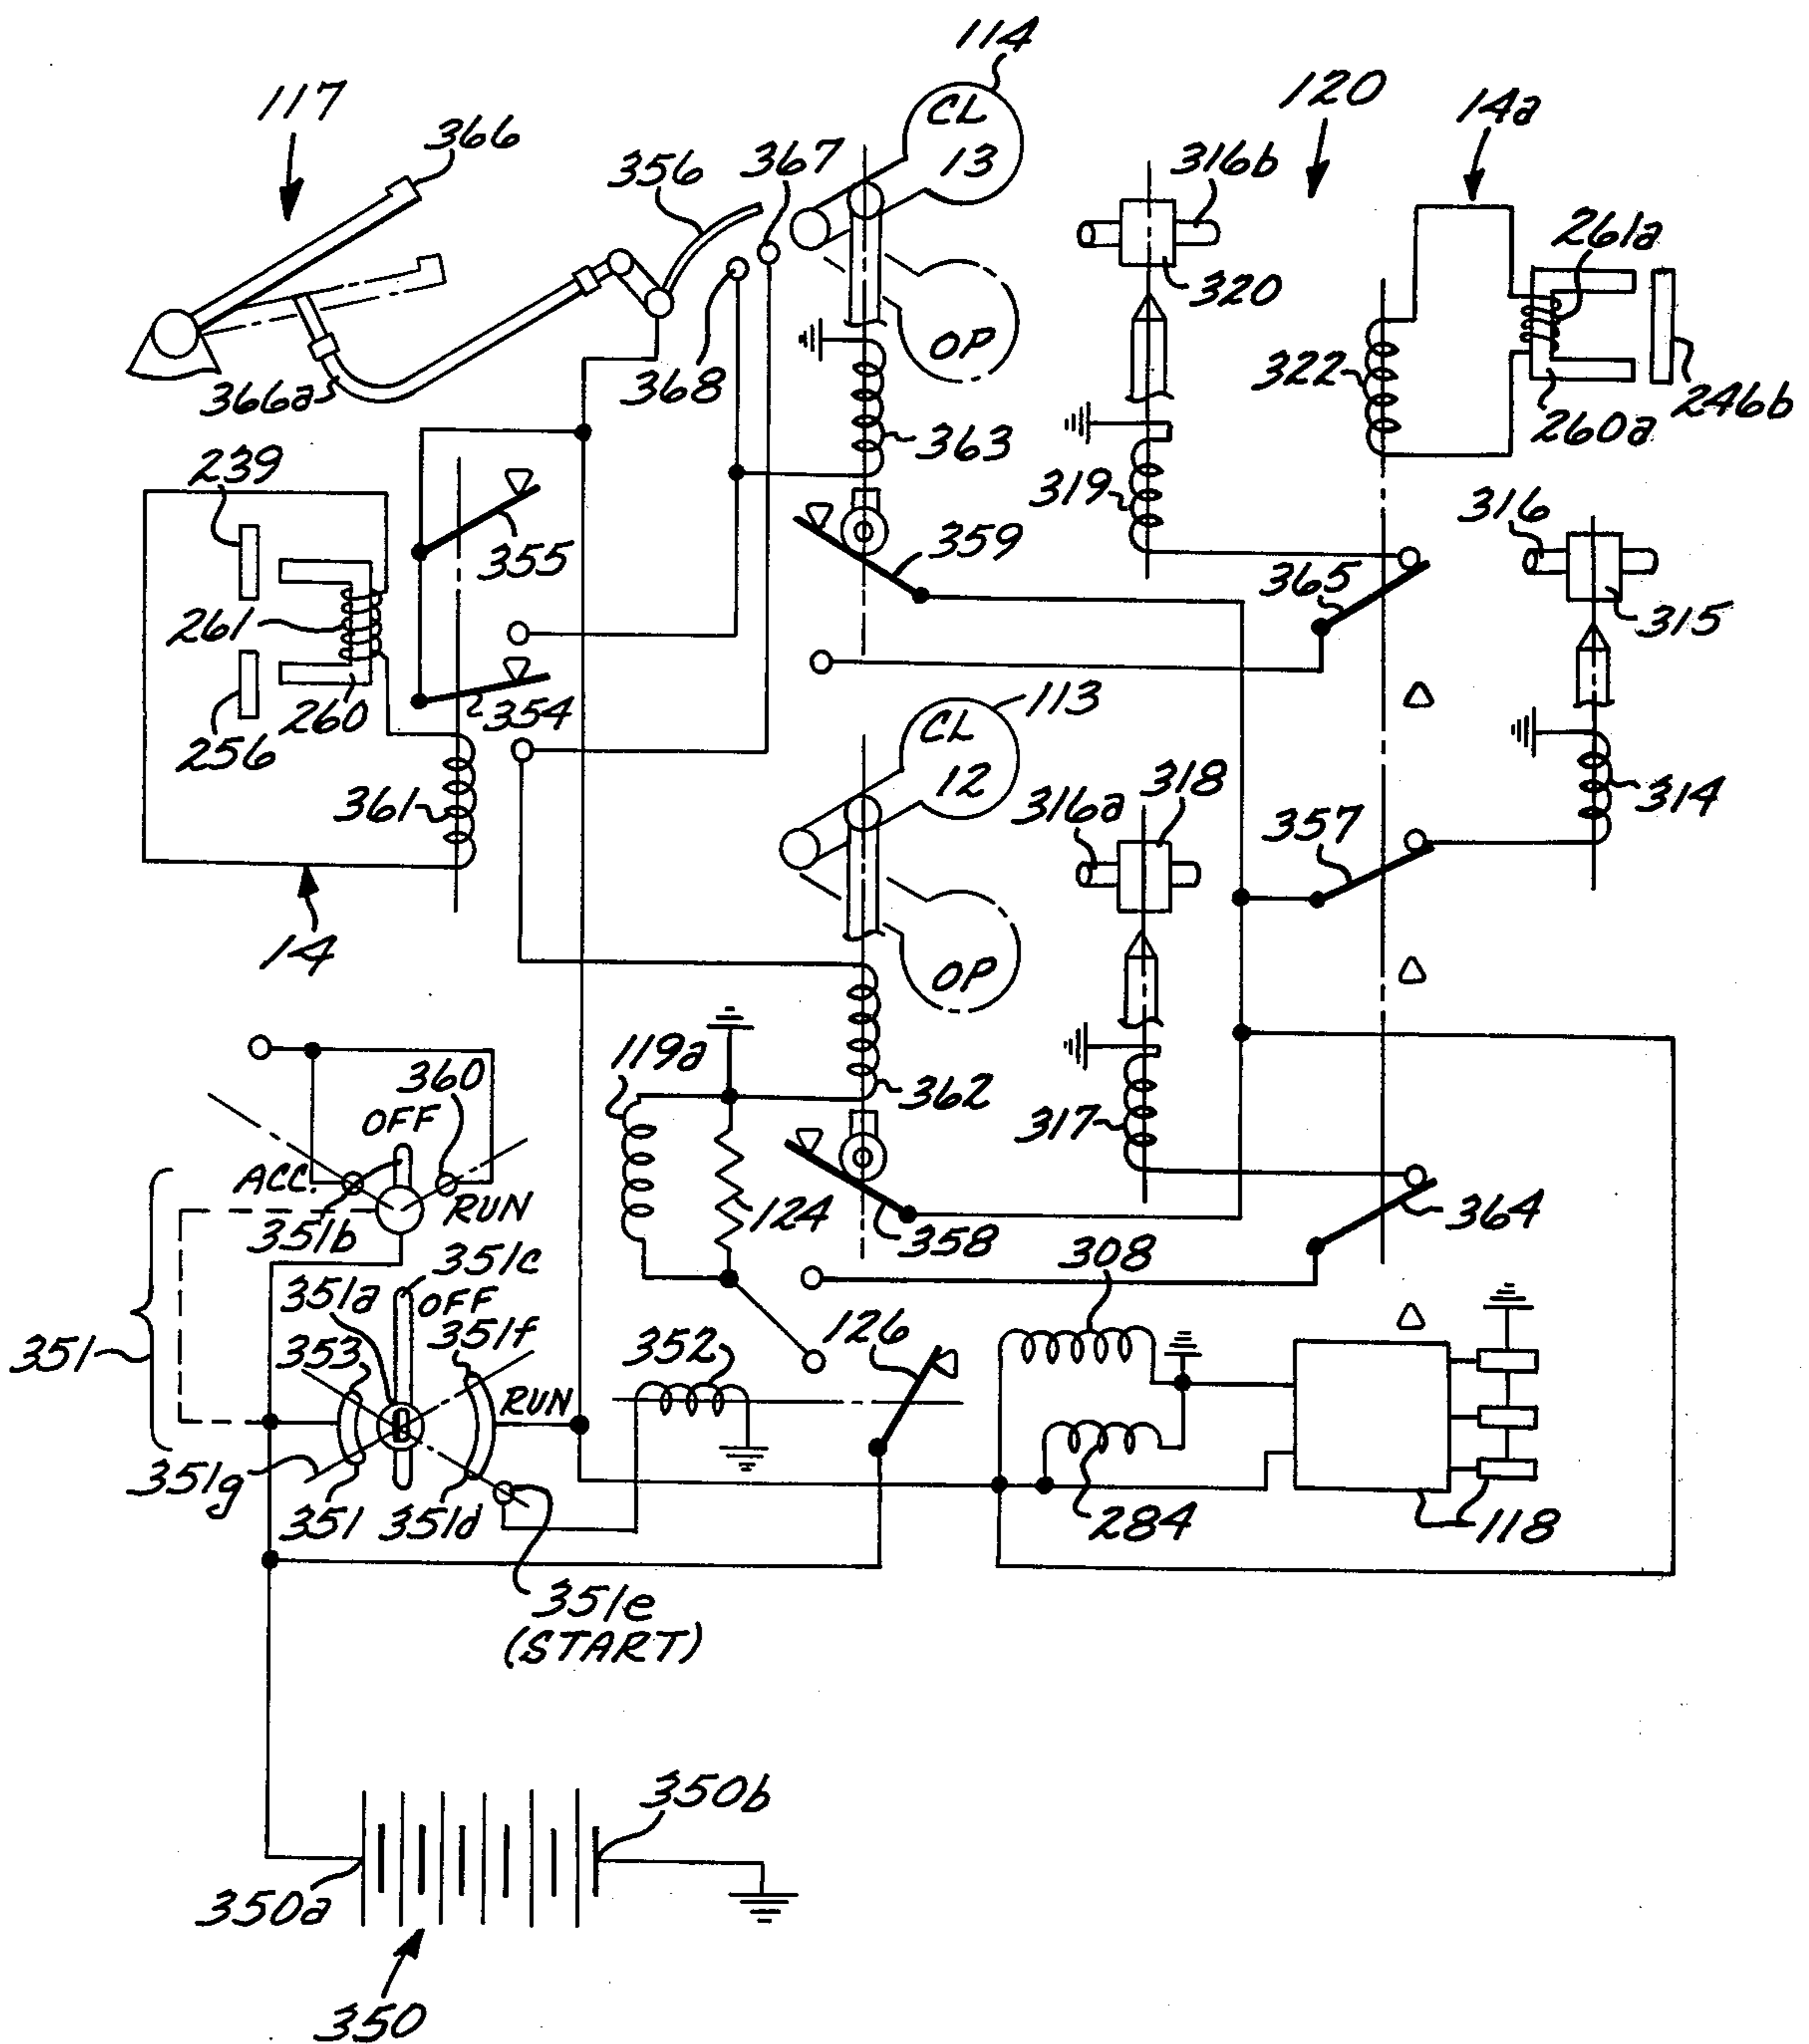 114
117
CL
13
120
14a
366
356
367
316b
261a
320
OP
322
366a
368
246b
260a
363
239
319
316
359
355
365
261
315
354
113
256
260
CL
12
318
361
316a
357
314
14
OP
119a
360
OFF
362
317
ACC.
RUN
124
364
351b
358
308
351c
351a
OFF
351f
126
351
353
352
RUN
351g
351
351d
284
118
351e
(START)
350b
350a
350